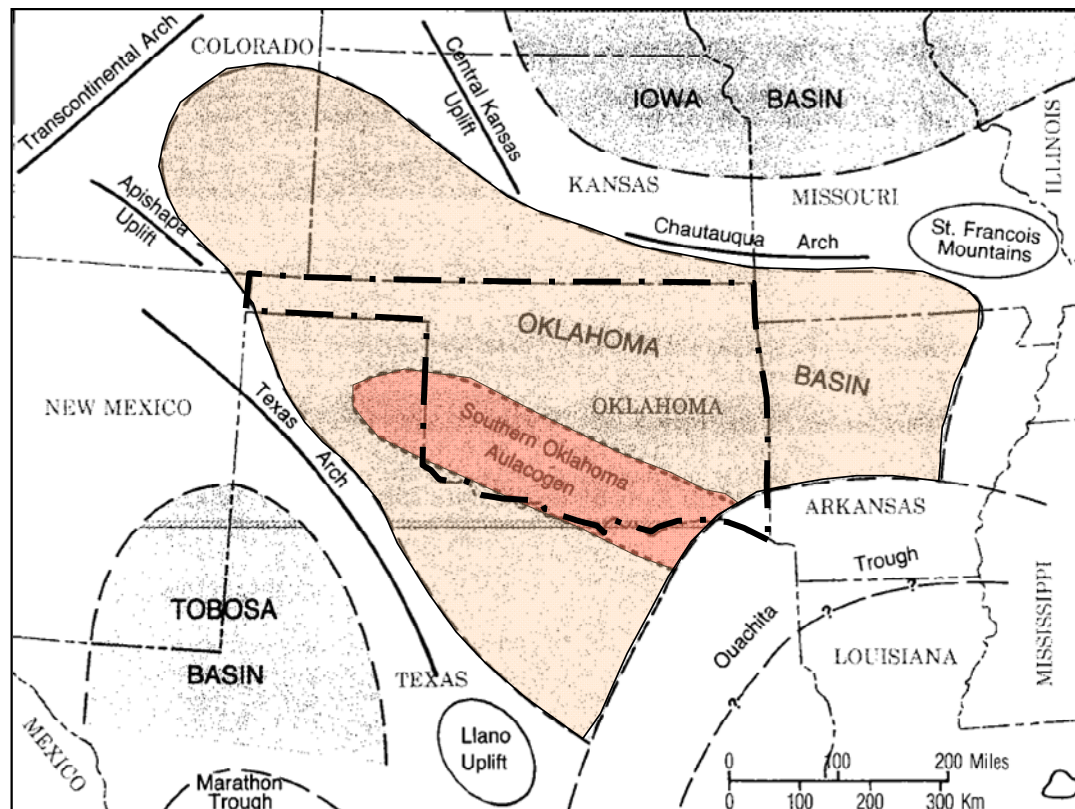 Transcontinental Arch
COLORADO
Central Kansas
Uplift
IOWA BASIN
ILLINOIS
Apishapa
Uplift
KANSAS
MISSOURI
Chautauqua Arch
St. Francois
Mountains
OKLAHOMA
BASIN
NEW MEXICO
Texas Arch
OKLAHOMA
Southern Oklahoma
Aulacogen
ARKANSAS
Trough
Ouachita
?
?
?
TOBOSA
BASIN
TEXAS
LOUISIANA
MISSISSIPPI
MEXICO
Llano
Uplift
Marathon
Trough
0 100 200 Miles
0 100 200 300 Km